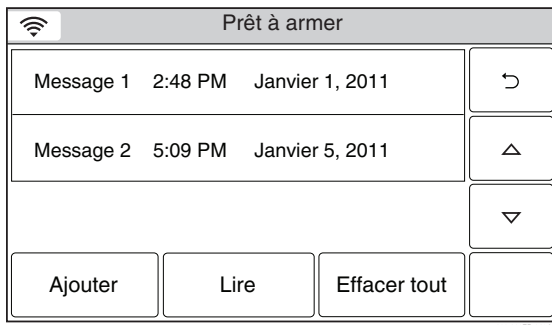 Prêt à armer
Message 1 2:48 PM Janvier 1, 2011
Message 2 5:09 PM Janvier 5, 2011
Ajouter Lire Effacer tout